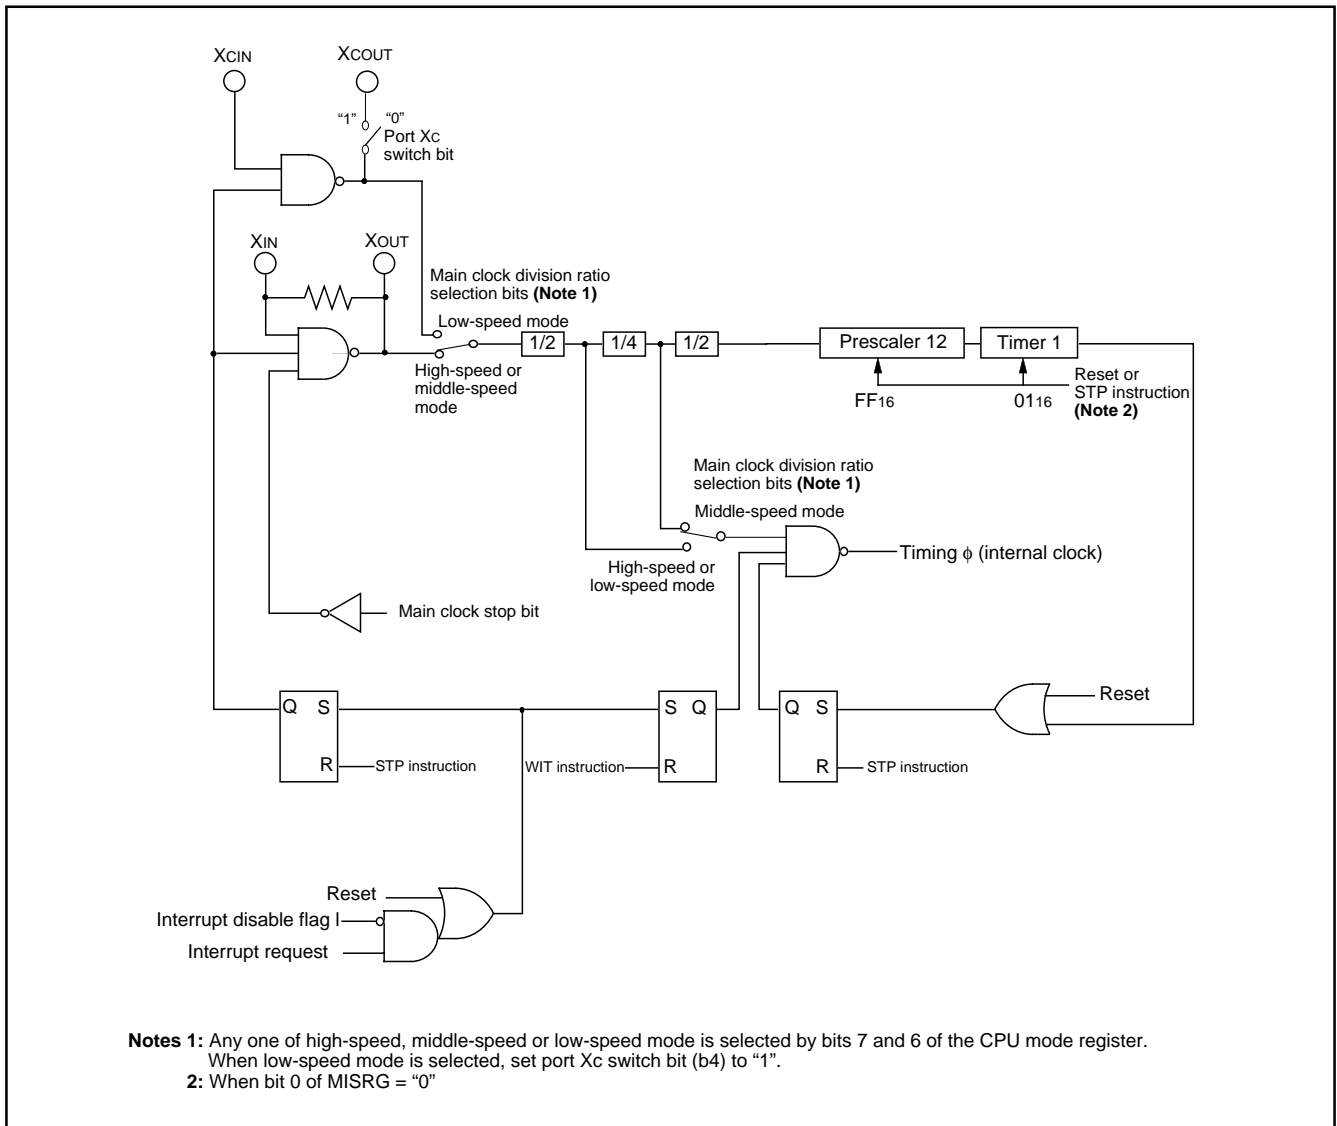 XCIN
XCOUT
“1”
“0”
Port XC
switch bit
XIN
XOUT
Main clock division ratio
selection bits (Note 1)
Low-speed mode
1/2
1/4
1/2
Prescaler 12
Timer 1
High-speed or
middle-speed
mode
FF16
0116
Reset or
STP instruction
(Note 2)
Main clock division ratio
selection bits (Note 1)
Middle-speed mode
Timing ϕ (internal clock)
High-speed or
low-speed mode
Main clock stop bit
Q S
R
STP instruction
WIT instruction
S Q
R
Q S
R
STP instruction
Reset
Reset
Interrupt disable flag I
Interrupt request
Notes 1: Any one of high-speed, middle-speed or low-speed mode is selected by bits 7 and 6 of the CPU mode register.
When low-speed mode is selected, set port Xc switch bit (b4) to “1”.
2: When bit 0 of MISRG = “0”